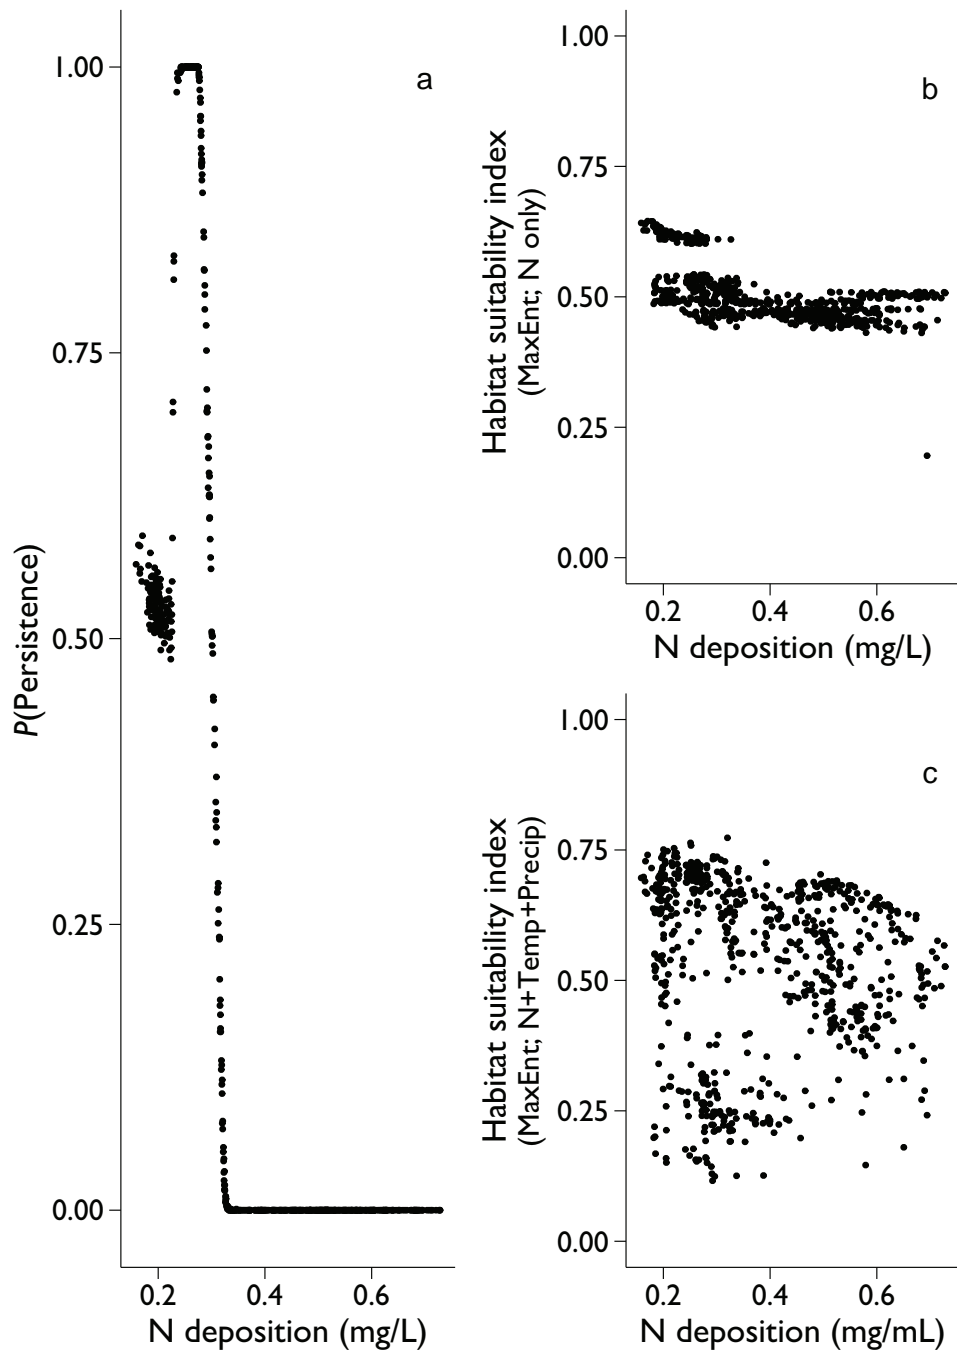 a
1.00
0.75
0.50
0.25
0.00
P(Persistence)
0.2 0.4 0.6
N deposition (mg/L)
b
1.00
0.75
0.50
0.25
0.00
Habitat suitability index
(MaxEnt; N only)
0.2 0.4 0.6
N deposition (mg/L)
c
1.00
0.75
0.50
0.25
0.00
Habitat suitability index
(MaxEnt; N+Temp+Precip)
0.2 0.4 0.6
N deposition (mg/mL)